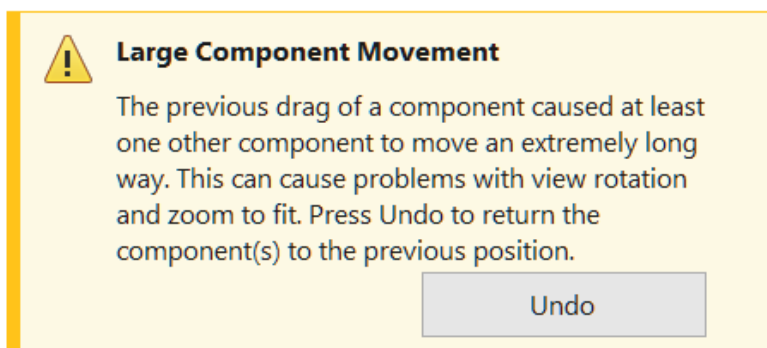 Large Component Movement
The previous drag of a component caused at least
one other component to move an extremely long
way. This can cause problems with view rotation
and zoom to fit. Press Undo to return the
component(s) to the previous position.
Undo